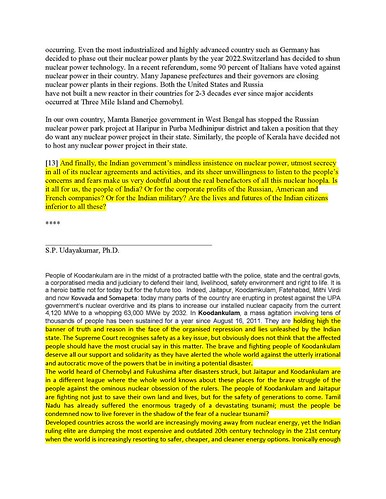 occurring. Even the most industrialized and highly advanced country such as Germany has
decided to phase out their nuclear power plants by the year 2022.Switzerland has decided to shun
nuclear power technology. In a recent referendum, some 90 percent of Italians have voted against
nuclear power in their country. Many Japanese prefectures and their governors are closing
nuclear power plants in their regions. Both the United States and Russia
have not built a new reactor in their countries for 2-3 decades ever since major accidents
occurred at Three Mile Island and Chernobyl.
In our own country, Mamta Banerjee government in West Bengal has stopped the Russian
nuclear power park project at Haripur in Purba Medhinipur district and taken a position that they
do want any nuclear power project in their state. Similarly, the people of Kerala have decided not
to host any nuclear power project in their state.
[13] And finally, the Indian government's mindless insistence on nuclear power, utmost secrecy
in all of its nuclear agreements and activities, and its sheer unwillingness to listen to the people's
concerns and fears make us very doubtful about the real benefactors of all this nuclear hoopla. Is
it all for us, the people of India? Or for the corporate profits of the Russian, American and
French companies? Or for the Indian military? Are the lives and futures of the Indian citizens
inferior to all these?
****
S.P. Udayakumar, Ph.D.
People of Koodankulam are in the midst of a protracted battle with the police, state and the central govts,
a corporatised media and judiciary to defend their land, livelihood, safety environment and right to life. It is
a heroic battle not for today but for the future too. Indeed, Jaitapur, Koodamkulam, Fatehabad, Mithi Virdi
and now Kovvada and Somapeta: today many parts of the country are erupting in protest against the UPA
government's nuclear overdrive and its plans to increase our installed nuclear capacity from the current
4,120 MWe to a whopping 63,000 MWe by 2032. In Koodankulam, a mass agitation involving tens of
thousands of people has been sustained for a year since August 16, 2011. They are holding high the
banner of truth and reason in the face of the organised repression and lies unleashed by the Indian
state. The Supreme Court recognises safety as a key issue, but obviously does not think that the affected
people should have the most crucial say in this matter. The brave and fighting people of Koodankulam
deserve all our support and solidarity as they have alerted the whole world against the utterly irrational
and autocratic move of the powers that be in inviting a potential disaster.
The world heard of Chernobyl and Fukushima after disasters struck, but Jaitapur and Koodankulam are
in a different league where the whole world knows about these places for the brave struggle of the
people against the ominous nuclear obsession of the rulers. The people of Koodankulam and Jaitapur
are fighting not just to save their own land and lives, but for the safety of generations to come. Tamil
Nadu has already suffered the enormous tragedy of a devastating tsunami; must the people be
condemned now to live forever in the shadow of the fear of a nuclear tsunami?
Developed countries across the world are increasingly moving away from nuclear energy, yet the Indian
ruling elite are dumping the most expensive and outdated 20th century technology in the 21st century
when the world is increasingly resorting to safer, cheaper, and cleaner energy options. Ironically enough